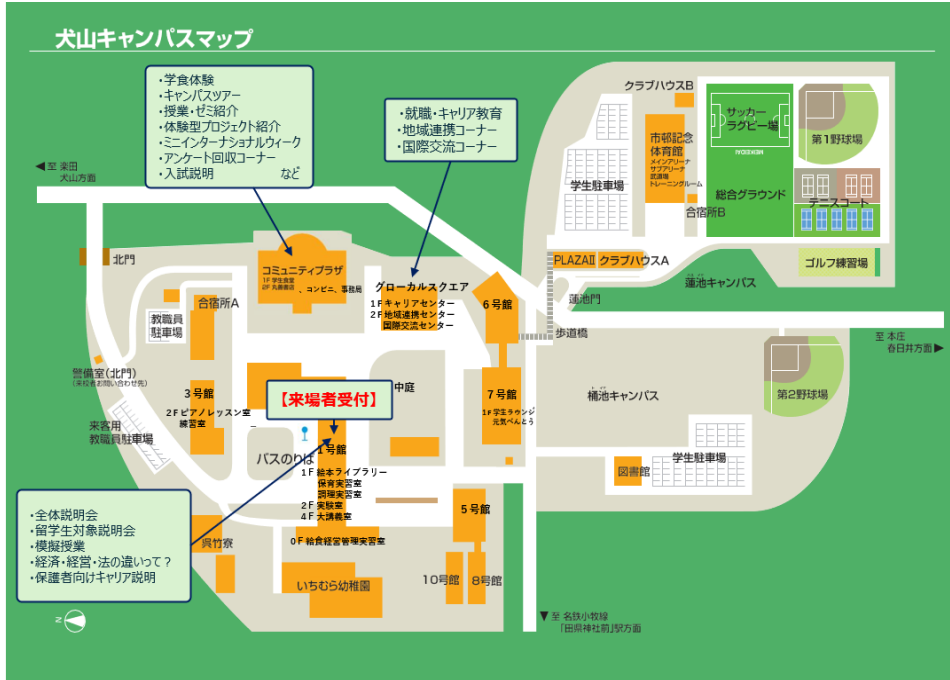 犬山キャンパスマップ
・学食体験
・キャンパスツアー
・授業・ゼミ紹介
・体験型プロジェクト紹介
・ミニインターナショナルウィーク
・アンケート回収コーナー
・入試説明 など
・就職・キャリア教育
・地域連携コーナー
・国際交流コーナー
至 楽田
犬山方面
クラブハウスB
市邨記念
体育館
メインアリーナ
サブアリーナ
武道場
トレーニングルーム
サッカー
ラグビー場
第1野球場
学生駐車場
総合グラウンド
テニスコート
合宿所B
PLAZAⅡ
クラブハウスA
ゴルフ練習場
蓮池キャンパス
蓮池門
北門
コミュニティプラザ
1F 学生食堂
2F 丸善書店
、コンビニ、事務局
グローカルスクエア
1F キャリアセンター
2F 地域連携センター
国際交流センター
6号館
歩道橋
至 本庄
春日井方面
合宿所A
教職員
駐車場
警備室(北門)
(来校者お問い合わせ先)
3号館
2F ピアノレッスン室
練習室
【来場者受付】
中庭
7号館
1F 学生ラウンジ
元気べんとう
桶池キャンパス
第2野球場
来客用
教職員駐車場
バスのりば
1号館
1F 絵本ライブラリー
保育実習室
調理実習室
2F 実験室
4F 大講義室
図書館
学生駐車場
・全体説明会
・留学生対象説明会
・模擬授業
・経済・経営・法の違いって？
・保護者向けキャリア説明
5号館
呉竹寮
0F 給食経営管理実習室
いちむら幼稚園
10号館
8号館
N
至 名鉄小牧線
「田県神社前」駅方面